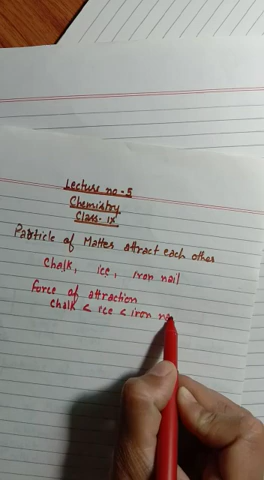 Lecture no - 5
Chemistry
Class - IX
Particle of Matter attract each other
Chalk, ice, iron nail
Force of attraction
Chalk < ice < iron na